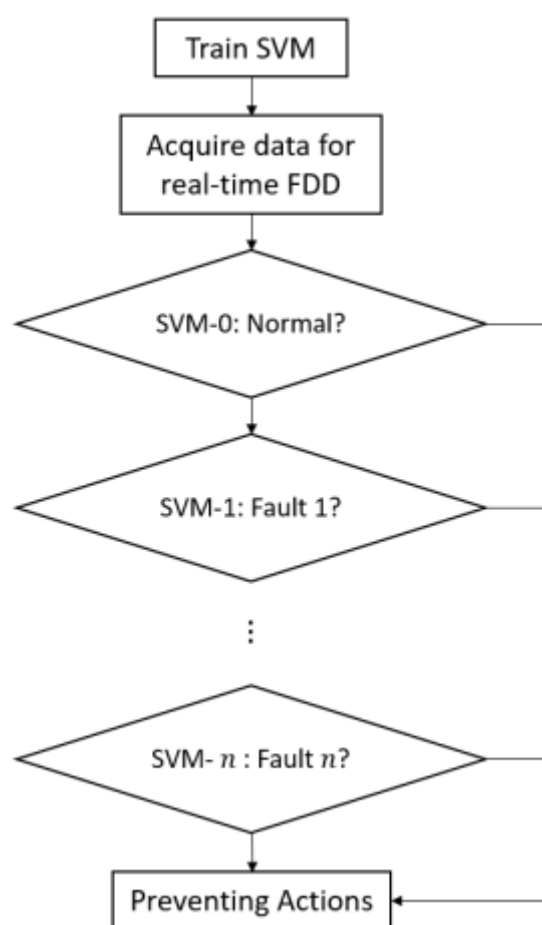 Train SVM
Acquire data for
real-time FDD
SVM-0: Normal?
SVM-1: Fault 1?
⋮
SVM- n : Fault n?
Preventing Actions